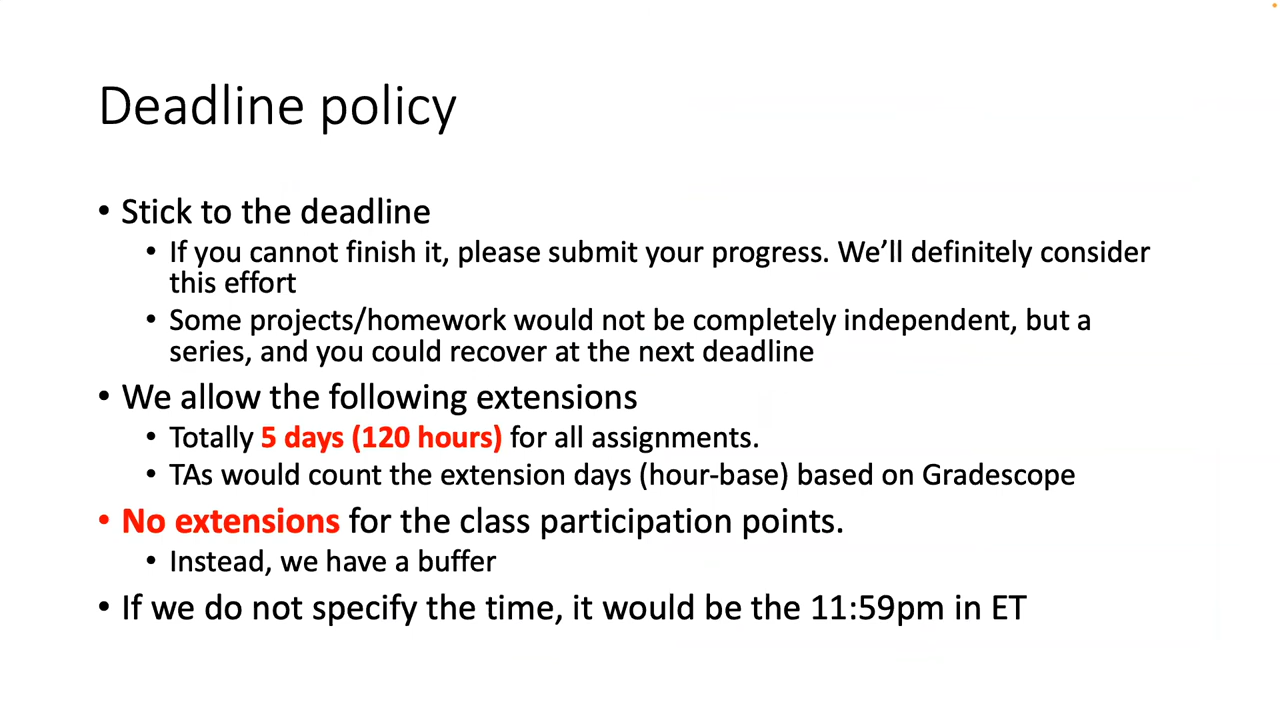 Deadline policy
• Stick to the deadline
• If you cannot finish it, please submit your progress. We’ll definitely consider
this effort
• Some projects/homework would not be completely independent, but a
series, and you could recover at the next deadline
• We allow the following extensions
• Totally 5 days (120 hours) for all assignments.
• TAs would count the extension days (hour-base) based on Gradescope
• No extensions for the class participation points.
• Instead, we have a buffer
• If we do not specify the time, it would be the 11:59pm in ET